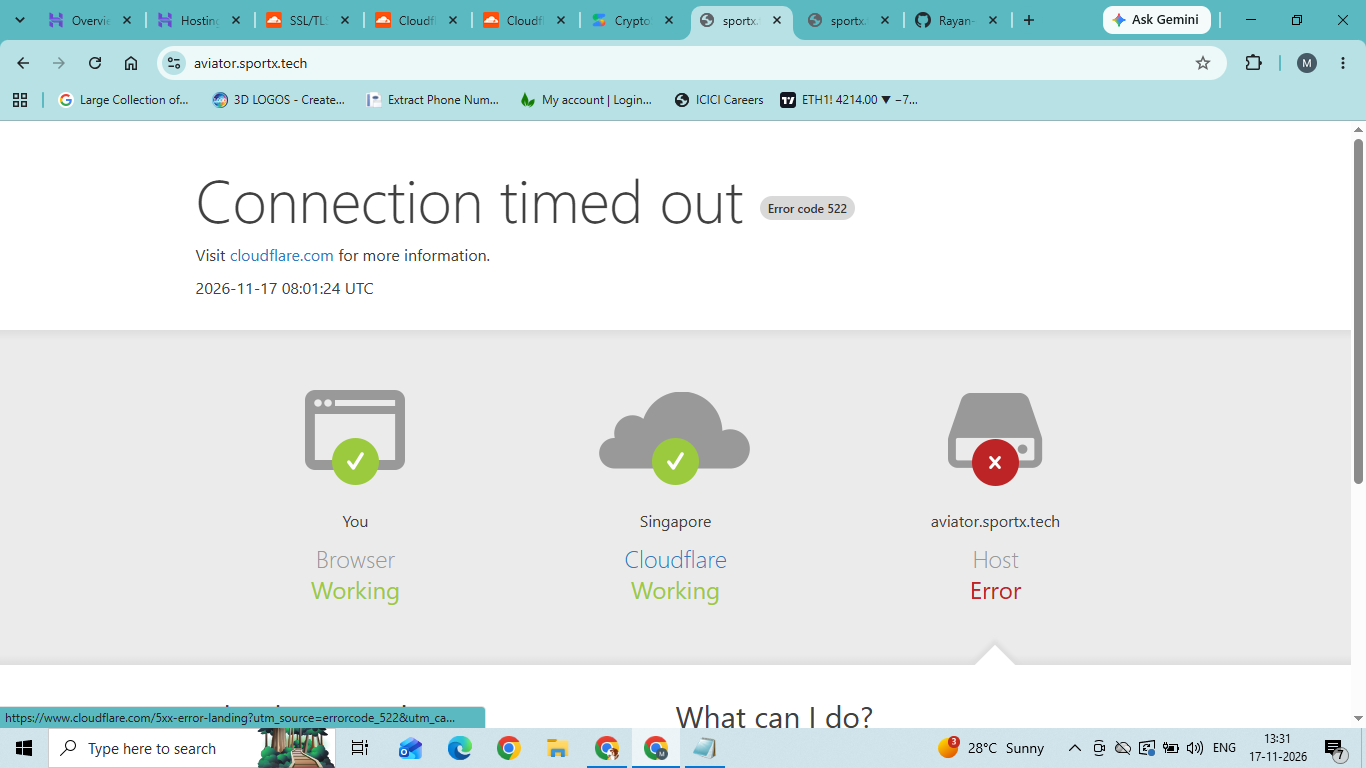 Overvie
Hosting
SSL/TLS
Cloudfl
Cloudfl
Crypto
sportx.
sportx.
Rayan-
Ask Gemini
aviator.sportx.tech
M
Large Collection of...
3D LOGOS - Create...
Extract Phone Num...
My account | Login...
ICICI Careers
ETH1! 4214.00 ▼ −7...
Connection timed out Error code 522
Visit cloudflare.com for more information.
2026-11-17 08:01:24 UTC
You
Browser
Working
Singapore
Cloudflare
Working
aviator.sportx.tech
Host
Error
What can I do?
https://www.cloudflare.com/5xx-error-landing?utm_source=errorcode_522&utm_ca...
Type here to search
3
28°C Sunny
ENG
13:31
17-11-2026
7